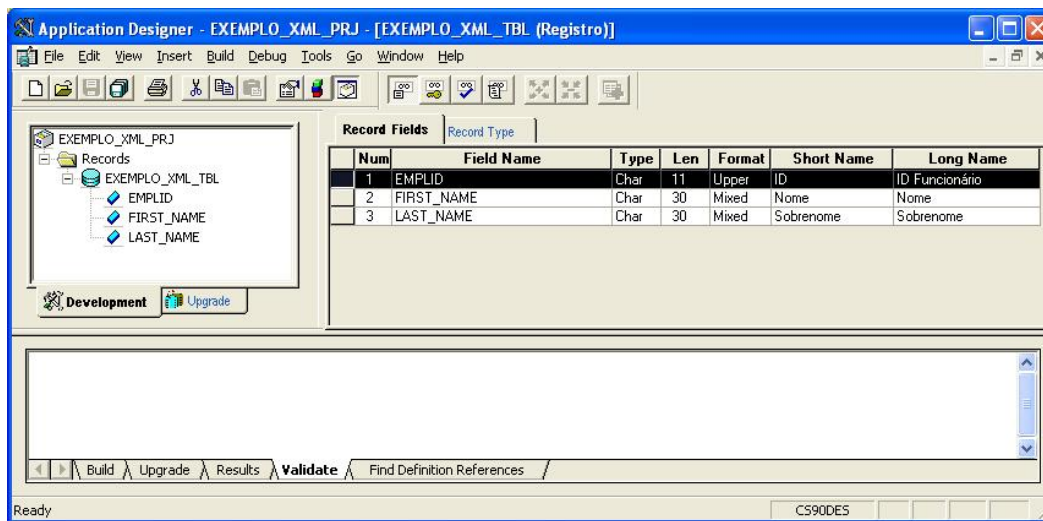 Application Designer - EXEMPLO_XML_PRJ - [EXEMPLO_XML_TBL (Registro)]
File Edit View Insert Build Debug Tools Go Window Help
EXEMPLO_XML_PRJ
Records
EXEMPLO_XML_TBL
EMPLID
FIRST_NAME
LAST_NAME
Development Upgrade
Record Fields Record Type
Num Field Name Type Len Format Short Name Long Name
1 EMPLID Char 11 Upper ID ID Funcionário
2 FIRST_NAME Char 30 Mixed Nome Nome
3 LAST_NAME Char 30 Mixed Sobrenome Sobrenome
Build Upgrade Results Validate Find Definition References
Ready CS90DES